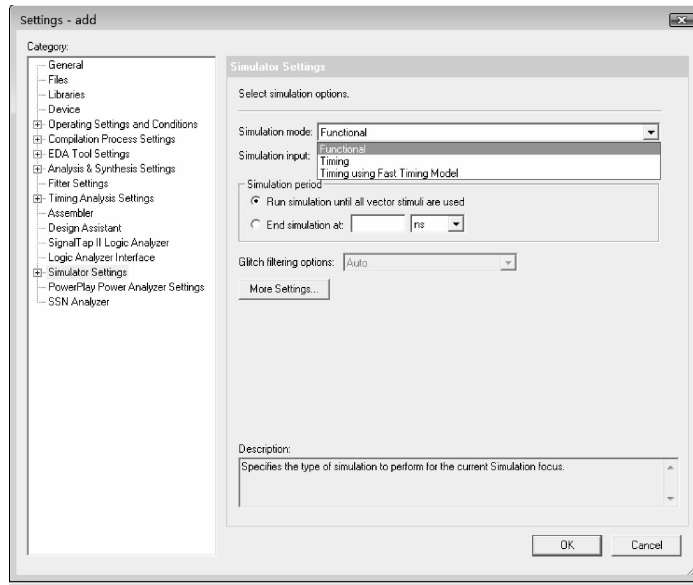 Settings - add
Category:
General
Files
Libraries
Device
Operating Settings and Conditions
Compilation Process Settings
EDA Tool Settings
Analysis & Synthesis Settings
Fitter Settings
Timing Analysis Settings
Assembler
Design Assistant
SignalTap II Logic Analyzer
Logic Analyzer Interface
Simulator Settings
PowerPlay Power Analyzer Settings
SSN Analyzer
Simulator Settings
Select simulation options.
Simulation mode: Functional
Functional
Simulation input:
Timing
Timing using Fast Timing Model
Simulation period
Run simulation until all vector stimuli are used
End simulation at: ns
Glitch filtering options: Auto
More Settings...
Description:
Specifies the type of simulation to perform for the current Simulation focus.
OK Cancel